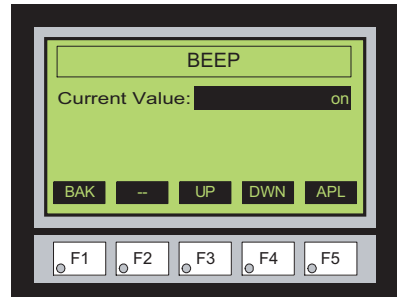 BEEP
Current Value: on
BAK -- UP DWN APL
F1 F2 F3 F4 F5